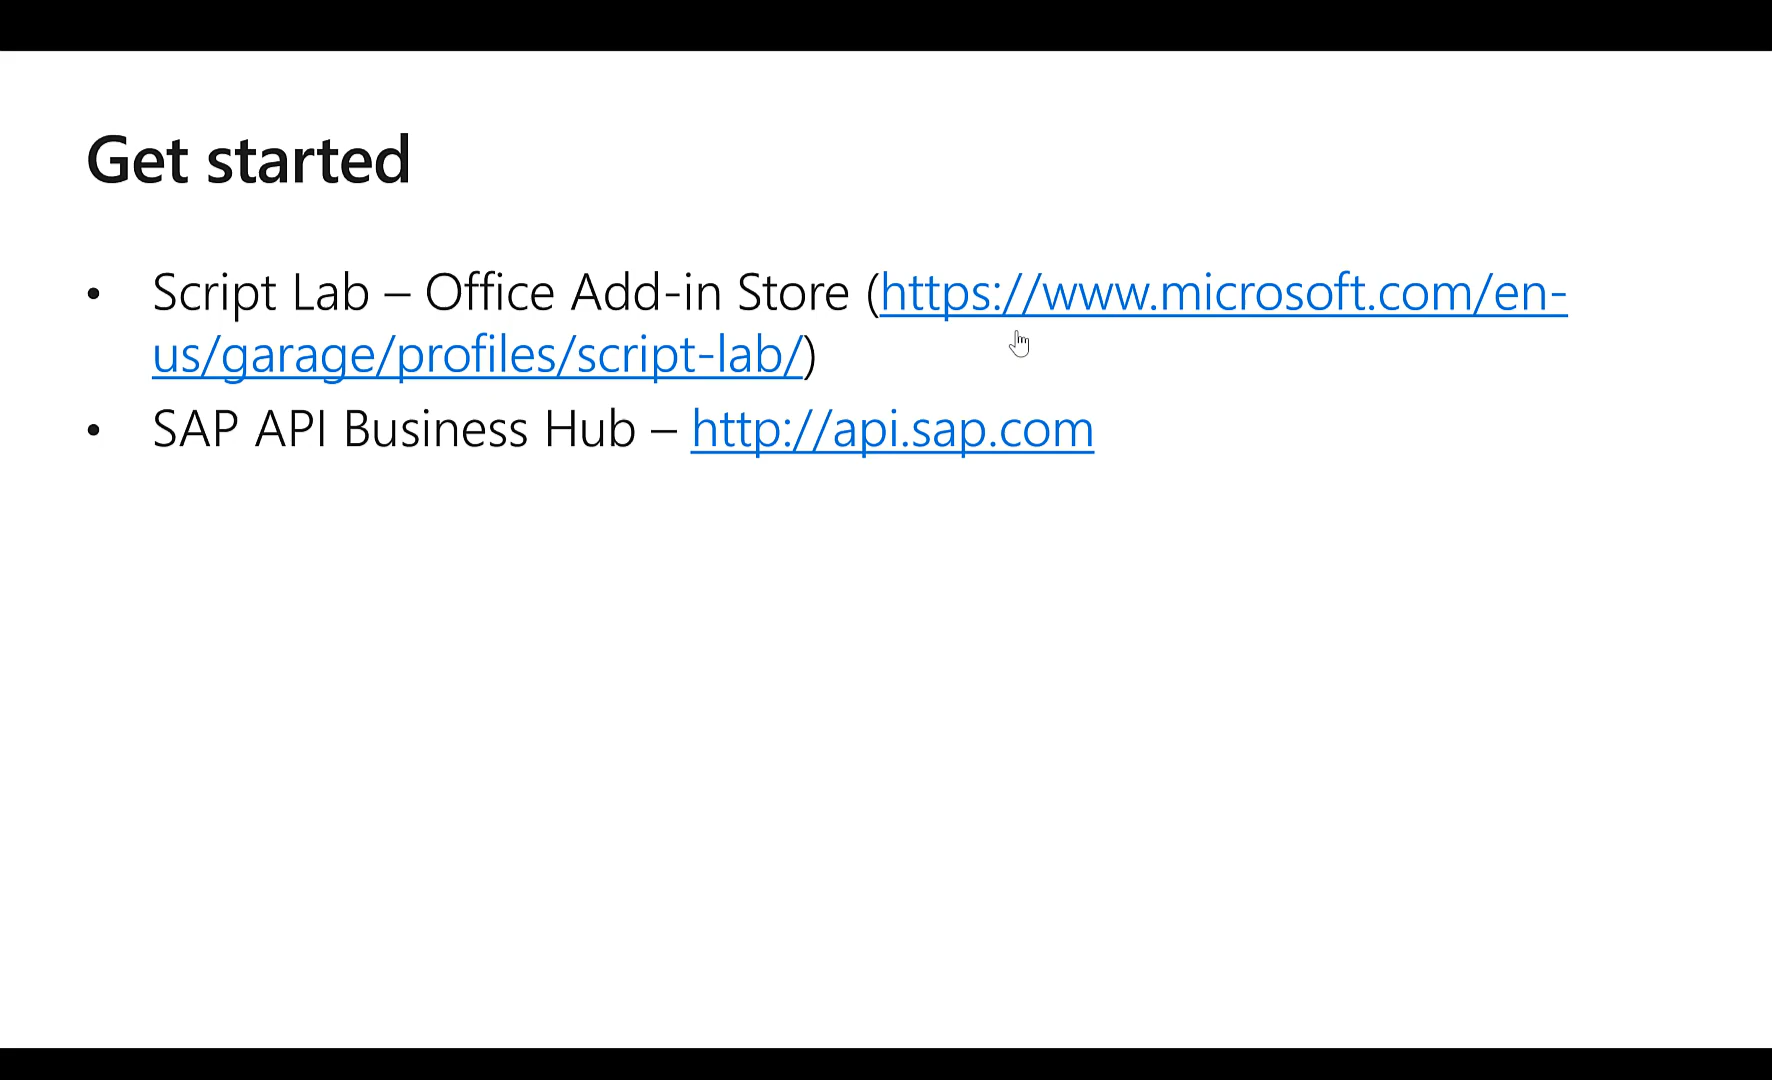 Get started
• Script Lab – Office Add-in Store (https://www.microsoft.com/en-
us/garage/profiles/script-lab/)
• SAP API Business Hub – http://api.sap.com